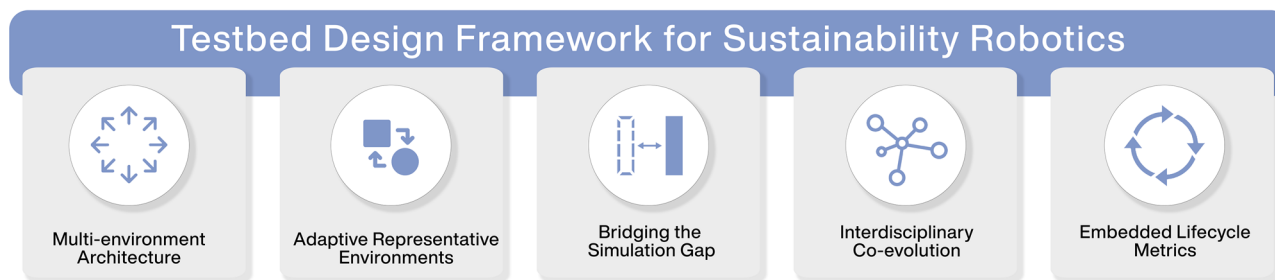 Testbed Design Framework for Sustainability Robotics
Multi-environment
Architecture
Adaptive Representative
Environments
Bridging the
Simulation Gap
Interdisciplinary
Co-evolution
Embedded Lifecycle
Metrics